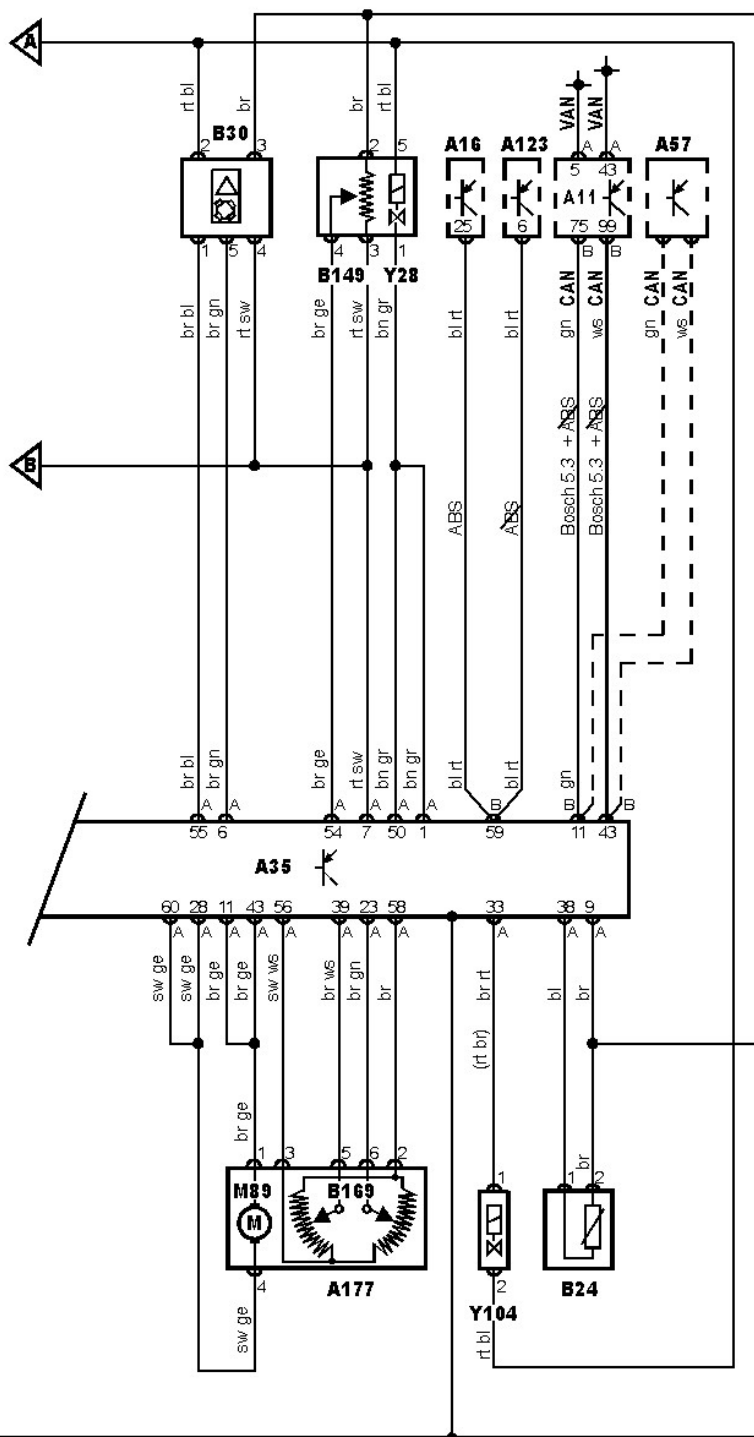 A
rt bl
br
br
rt bl
VAN
VAN
B30
A16
A123
A57
2
3
2
5
A
A
5
43
A11
25
6
75
99
1
5
4
4
3
1
B
B
B149
Y28
CAN
CAN
CAN
CAN
br bl
br gn
rt sw
br ge
rt sw
bn gr
bl rt
bl rt
gn
ws
gn
ws
B
ABS
ABS
Bosch 5.3 + ABS
Bosch 5.3 + ABS
br bl
br gn
br ge
rt sw
bn gr
bn gr
bl rt
bl rt
gn
A
A
A
A
A
A
B
B
B
55
6
54
7
50
1
59
11
43
A35
60
28
11
43
56
39
23
58
33
38
9
A
A
A
A
A
A
A
A
A
A
A
sw ge
sw ge
br ge
br ge
sw ws
br ws
br gn
br
br rt
bl
br
(rt br)
br ge
br
1
3
5
6
2
1
1
2
M89
B169
M
4
A177
2
B24
Y104
sw ge
rt bl